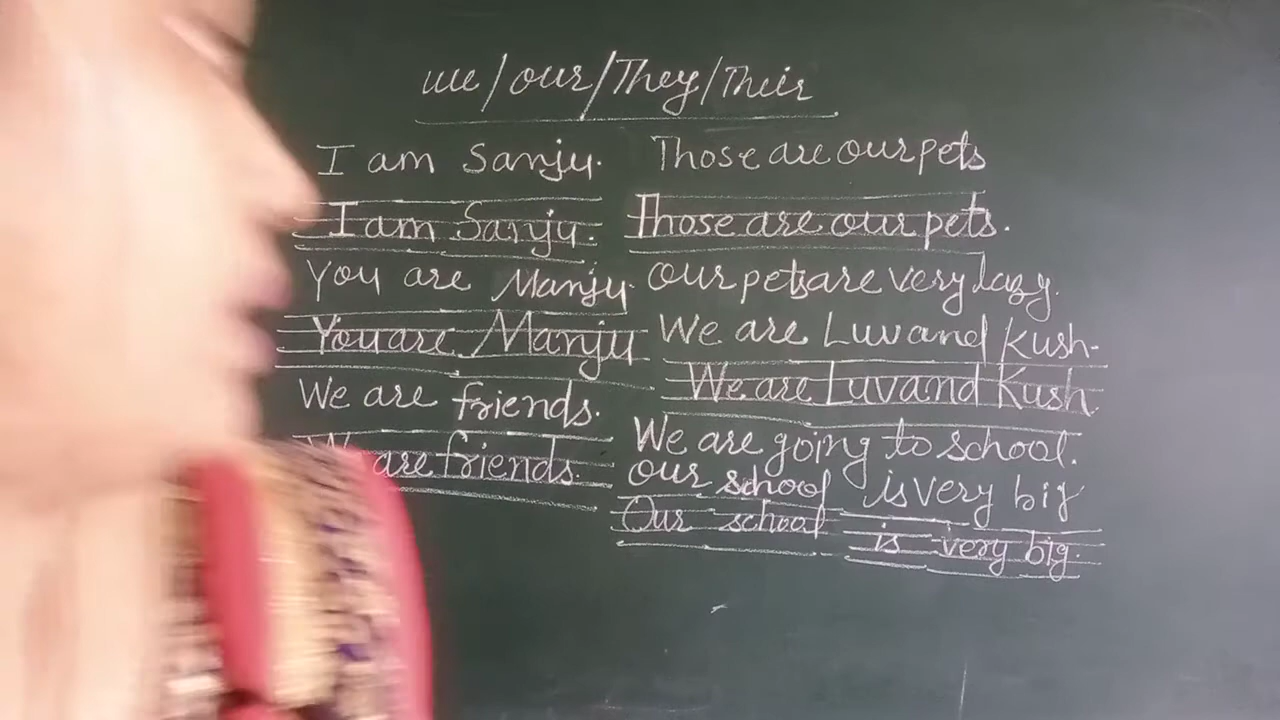 we/our/They/Their
I am Sanju.
I am Sanju.
You are Manju.
You are Manju
We are friends.
are friends.
Those are our pets
Those are our pets.
our pets are very lazy.
We are Luv and Kush.
We are Luv and Kush.
We are going to school.
our school is very big
Our school is very big.